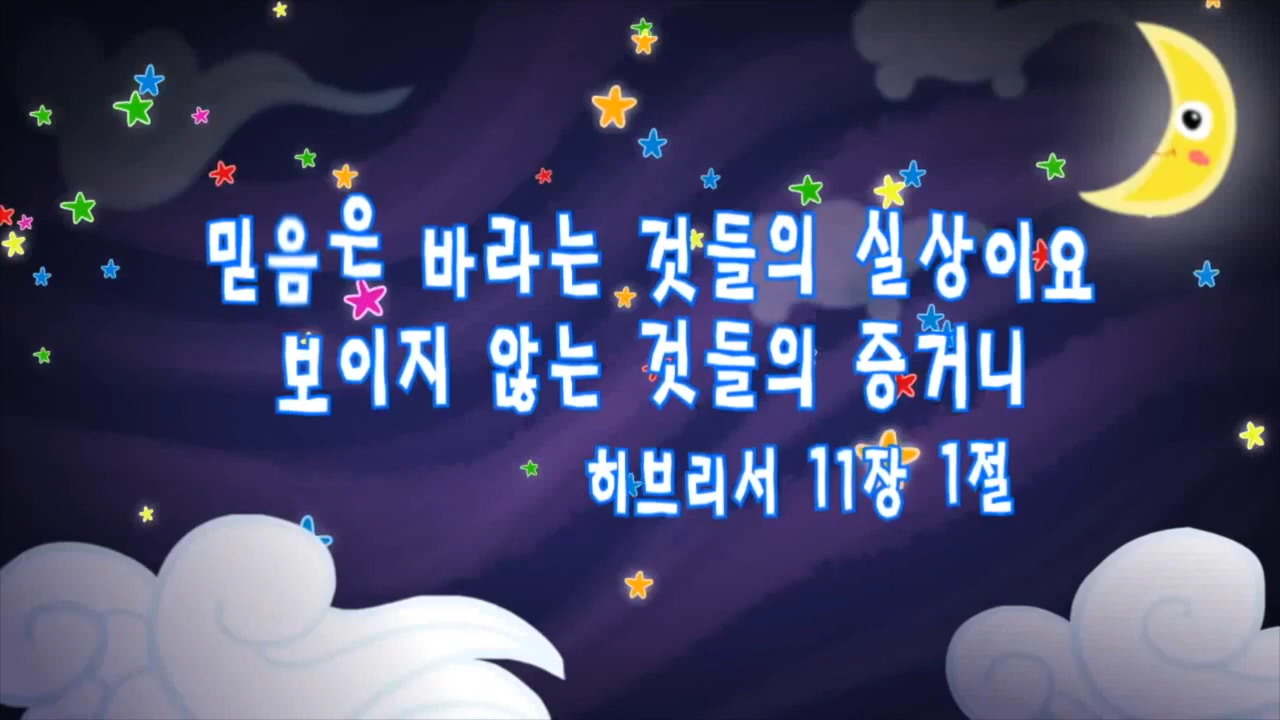 믿음은 바라는 것들의 실상이요
보이지 않는 것들의 증거니
히브리서 11장 1절